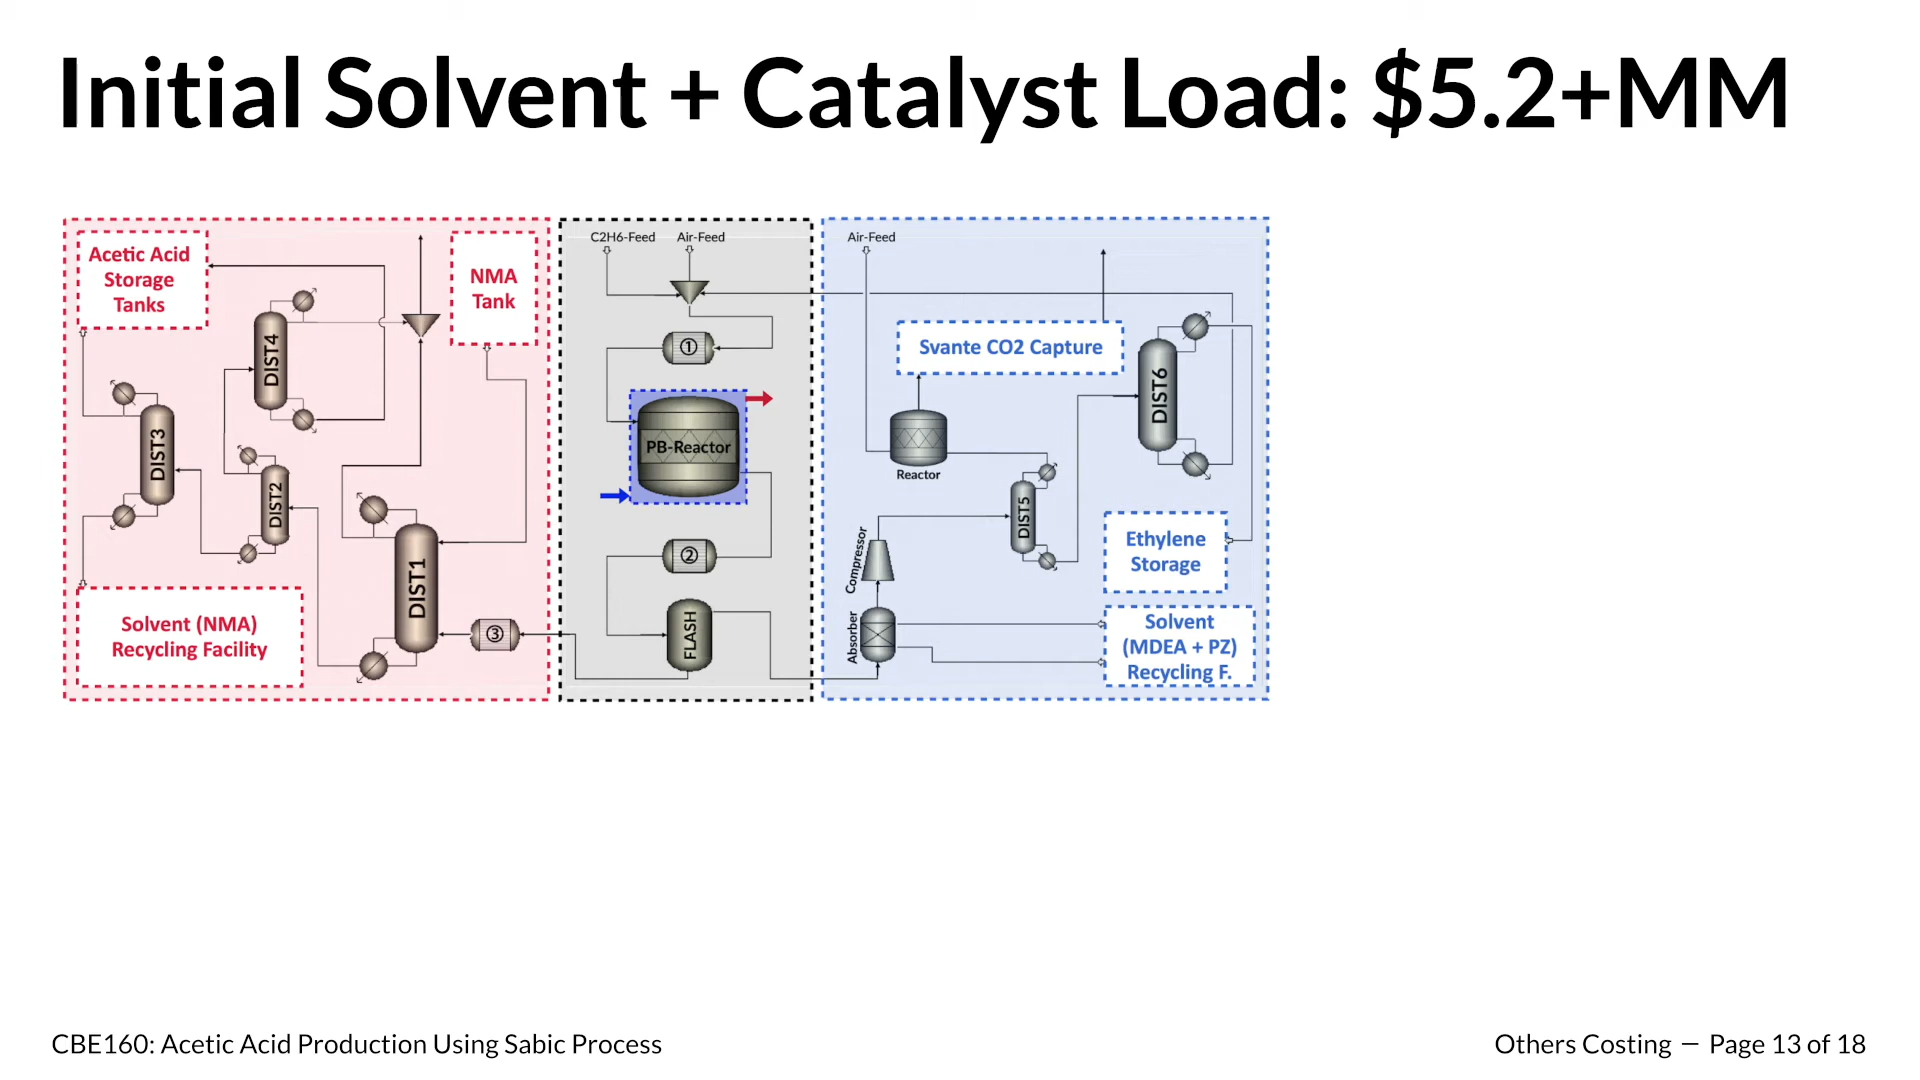 Initial Solvent + Catalyst Load: $5.2+MM
Acetic Acid
Storage
Tanks
NMA
Tank
DIST4
DIST3
DIST2
DIST1
Solvent (NMA)
Recycling Facility
③
C2H6-Feed
Air-Feed
①
PB-Reactor
②
FLASH
Air-Feed
Svante CO2 Capture
Reactor
DIST6
DIST5
Compressor
Absorber
Ethylene
Storage
Solvent
(MDEA + PZ)
Recycling F.
CBE160: Acetic Acid Production Using Sabic Process
Others Costing — Page 13 of 18